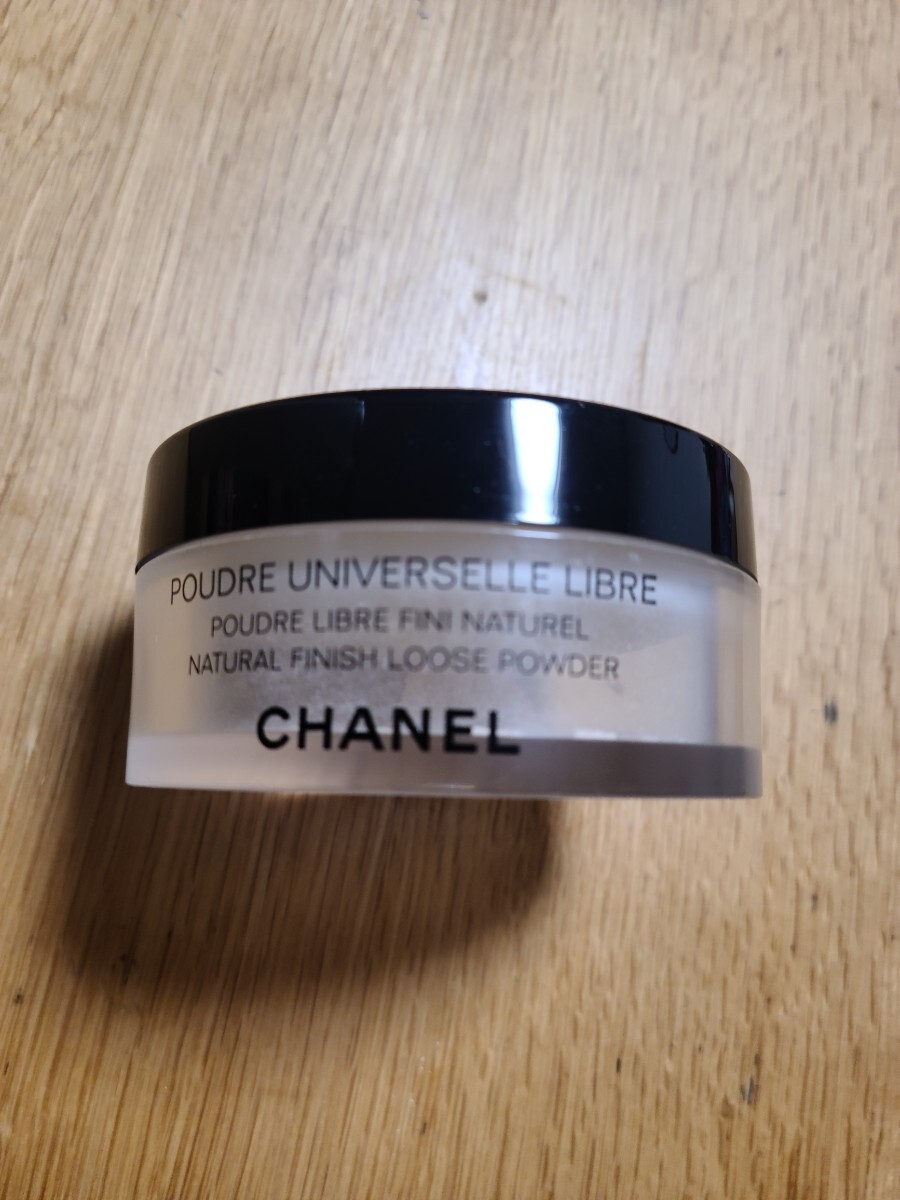 POUDRE UNIVERSELLE LIBRE
POUDRE LIBRE FINI NATUREL
NATURAL FINISH LOOSE POWDER
CHANEL